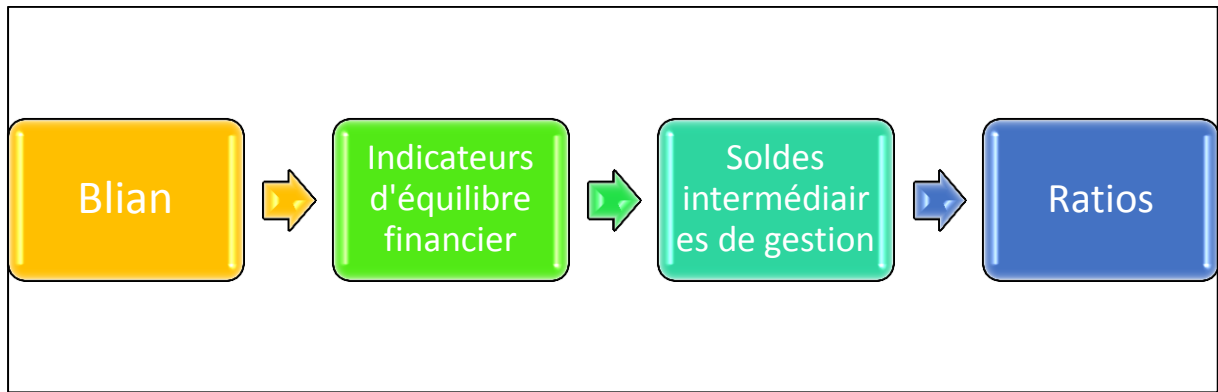 Blian
Indicateurs
d'équilibre
financier
Soldes
intermédiair
es de gestion
Ratios